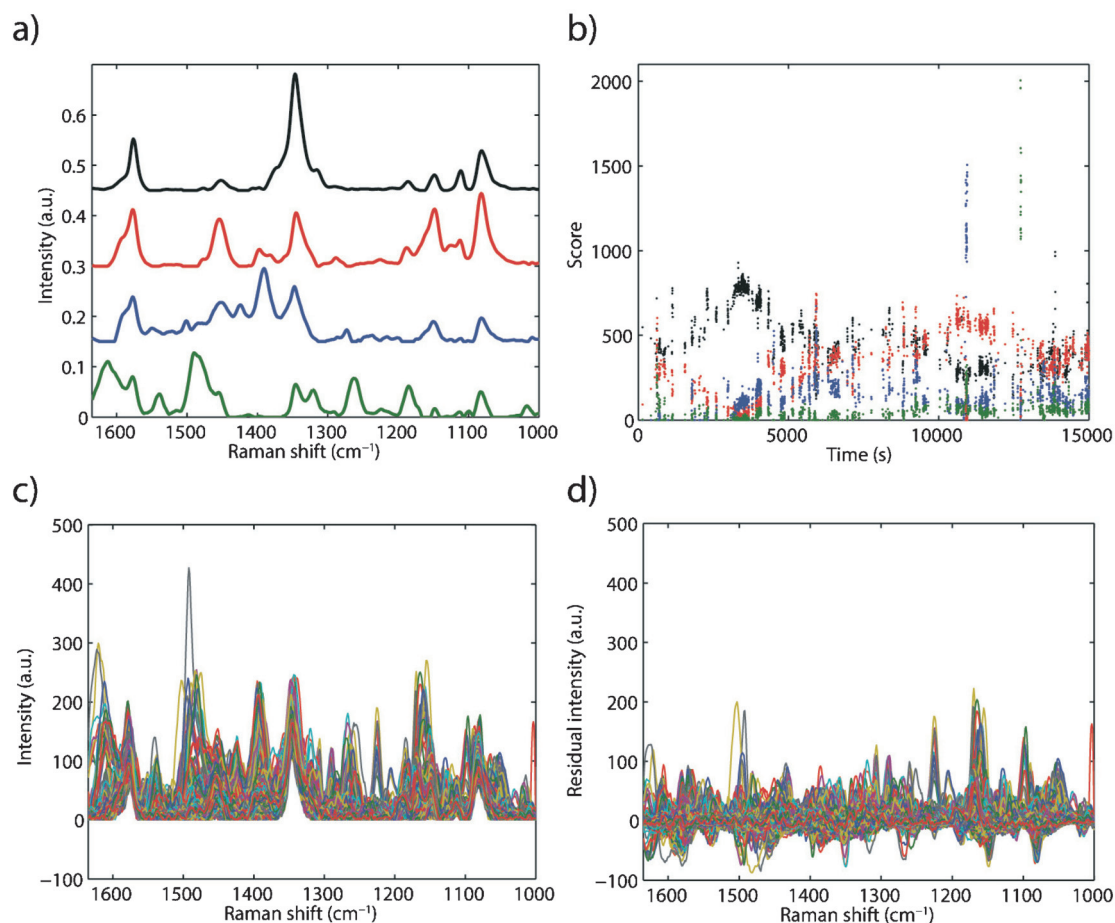 a)
0.6
0.5
0.4
0.3
0.2
0.1
0
Intensity (a.u.)
1600 1500 1400 1300 1200 1100 1000
Raman shift (cm⁻¹)
b)
2000
1500
1000
500
0
Score
0 5000 10000 15000
Time (s)
c)
500
400
300
200
100
0
−100
Intensity (a.u.)
1600 1500 1400 1300 1200 1100 1000
Raman shift (cm⁻¹)
d)
500
400
300
200
100
0
−100
Residual intensity (a.u.)
1600 1500 1400 1300 1200 1100 1000
Raman shift (cm⁻¹)